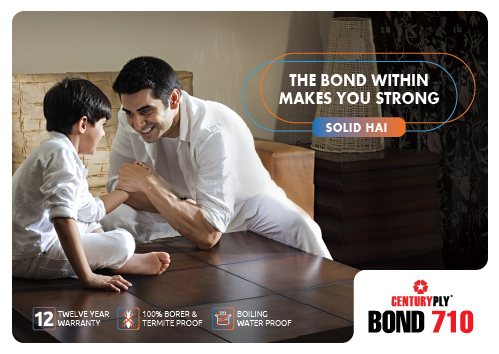 THE BOND WITHIN
MAKES YOU STRONG
SOLID HAI
12 TWELVE YEAR
WARRANTY
100% BORER &
TERMITE PROOF
BOILING
WATER PROOF
CENTURYPLY
BOND 710